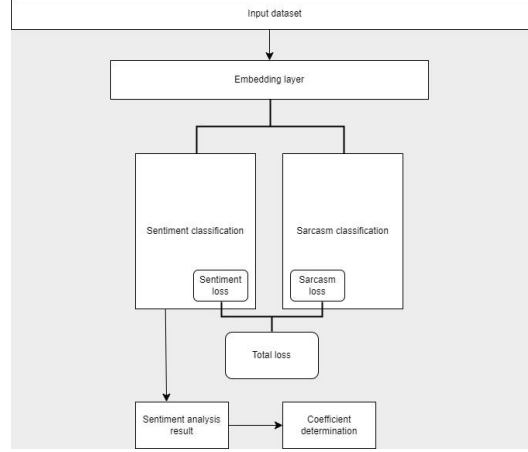 Input dataset
Embedding layer
Sentiment classification
Sarcasm classification
Sentiment
loss
Sarcasm
loss
Total loss
Sentiment analysis
result
Coefficient
determination